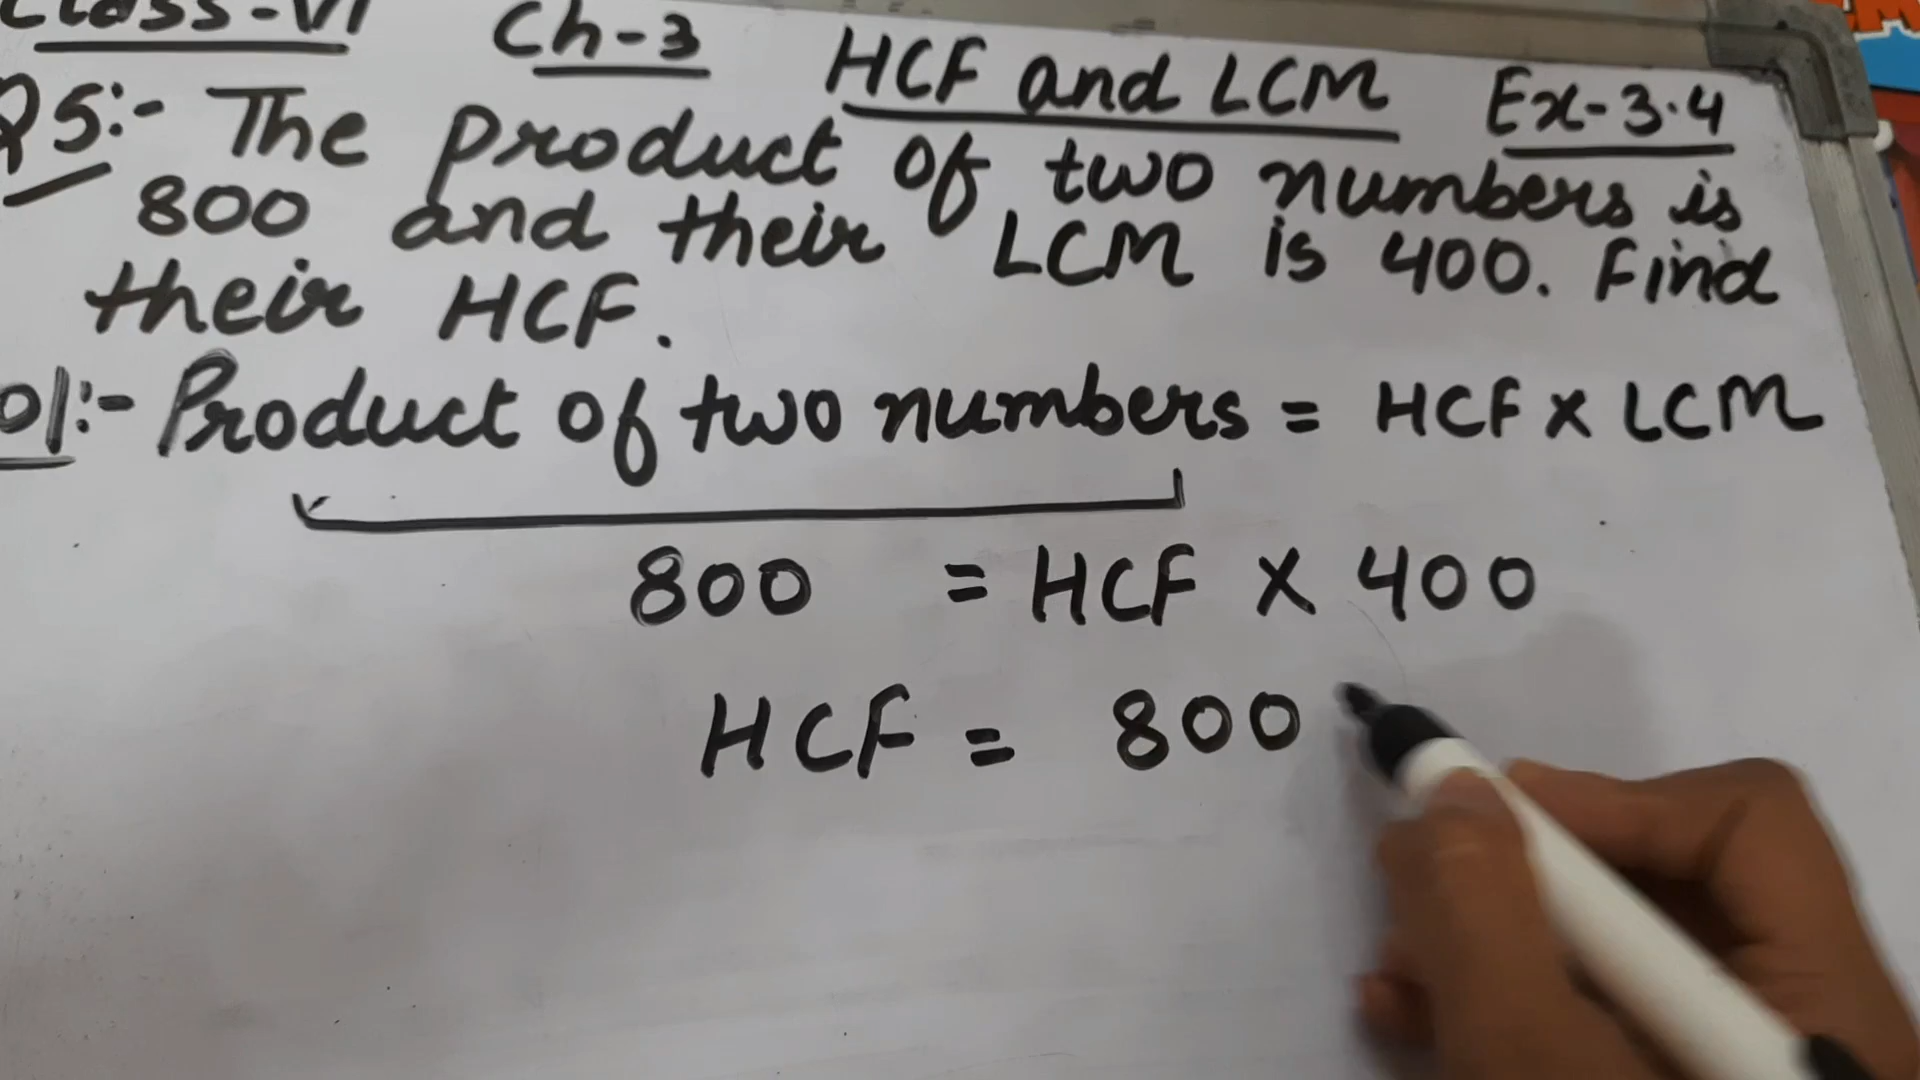 Class-VI Ch-3 HCF and LCM Ex-3.4
Q5:- The product of two numbers is
800 and their LCM is 400. Find
their HCF.
ol:- Product of two numbers = HCF x LCM
800 = HCF X 400
HCF = 800